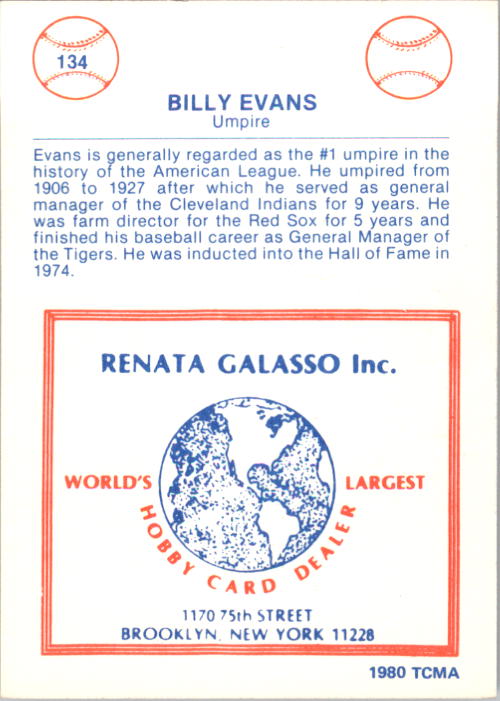 134
BILLY EVANS
Umpire
Evans is generally regarded as the #1 umpire in the
history of the American League. He umpired from
1906 to 1927 after which he served as general
manager of the Cleveland Indians for 9 years. He
was farm director for the Red Sox for 5 years and
finished his baseball career as General Manager of
the Tigers. He was inducted into the Hall of Fame in
1974.
RENATA GALASSO Inc.
WORLD'S LARGEST
HOBBY CARD DEALER
1170 75th STREET
BROOKLYN, NEW YORK 11228
1980 TCMA